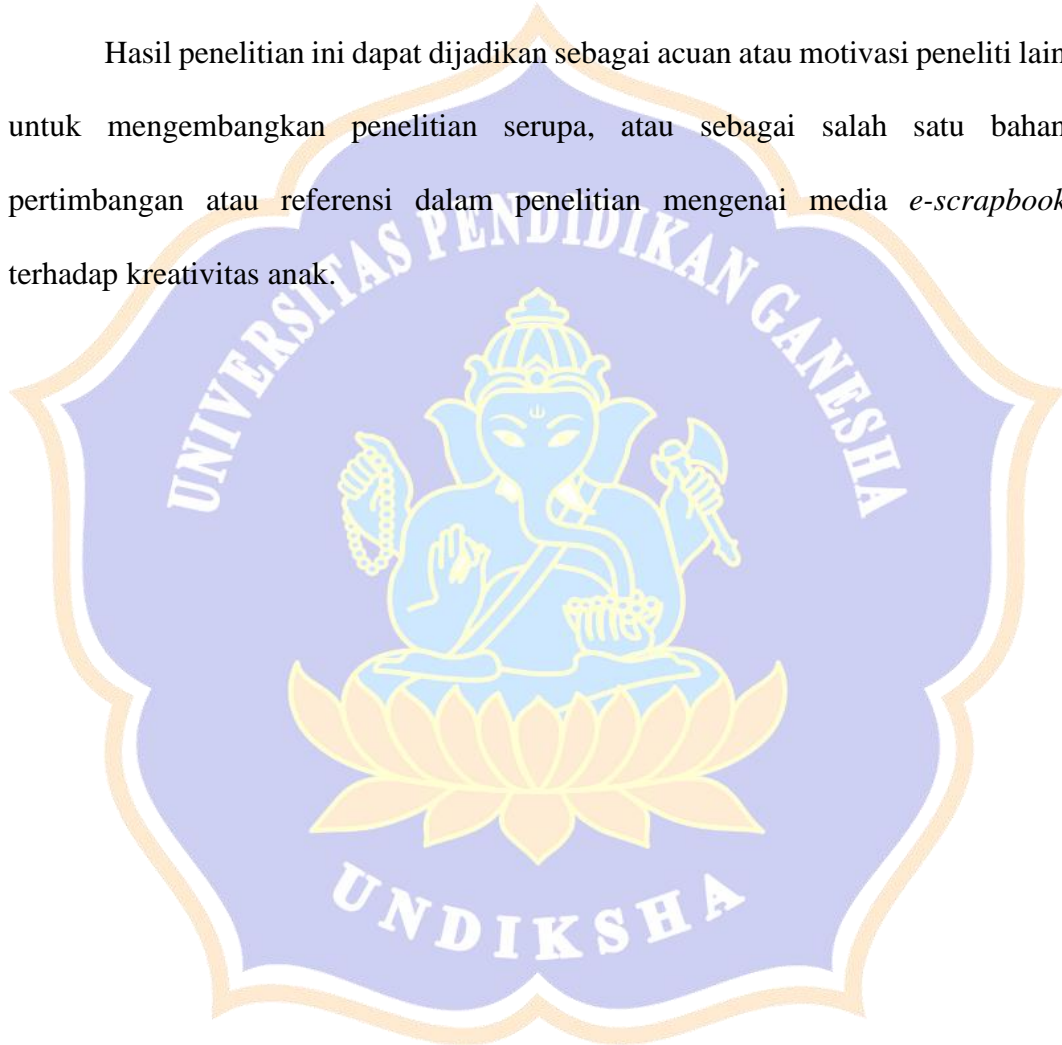 Hasil penelitian ini dapat dijadikan sebagai acuan atau motivasi peneliti lain
untuk mengembangkan penelitian serupa, atau sebagai salah satu bahan
pertimbangan atau referensi dalam penelitian mengenai media e-scrapbook
terhadap kreativitas anak.
UNIVERSITAS PENDIDIKAN GANESHA
UNDIKSHA